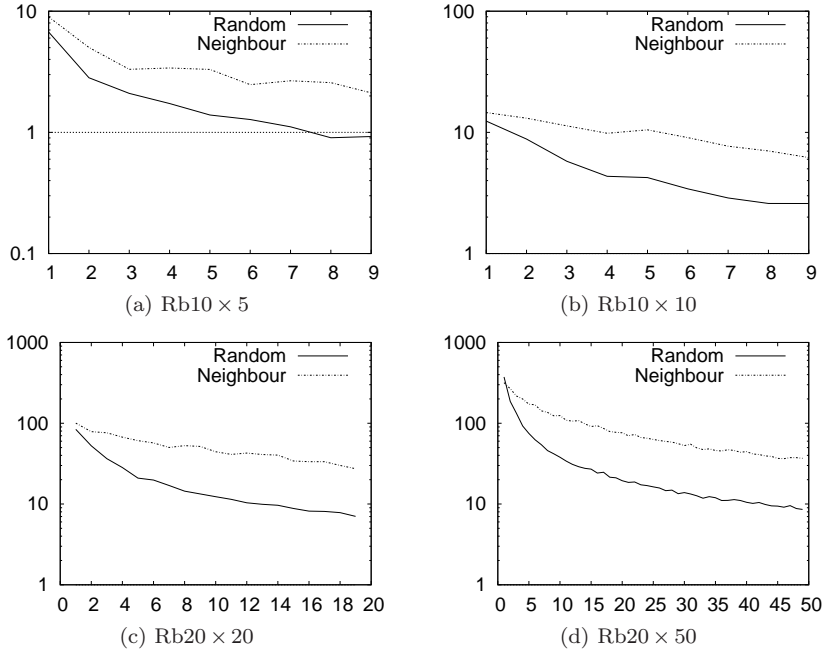 10
1
0.1
Random
Neighbour
1 2 3 4 5 6 7 8 9
(a) Rb10 × 5
100
10
1
Random
Neighbour
1 2 3 4 5 6 7 8 9
(b) Rb10 × 10
1000
100
10
1
Random
Neighbour
0 2 4 6 8 10 12 14 16 18 20
(c) Rb20 × 20
1000
100
10
1
Random
Neighbour
0 5 10 15 20 25 30 35 40 45 50
(d) Rb20 × 50